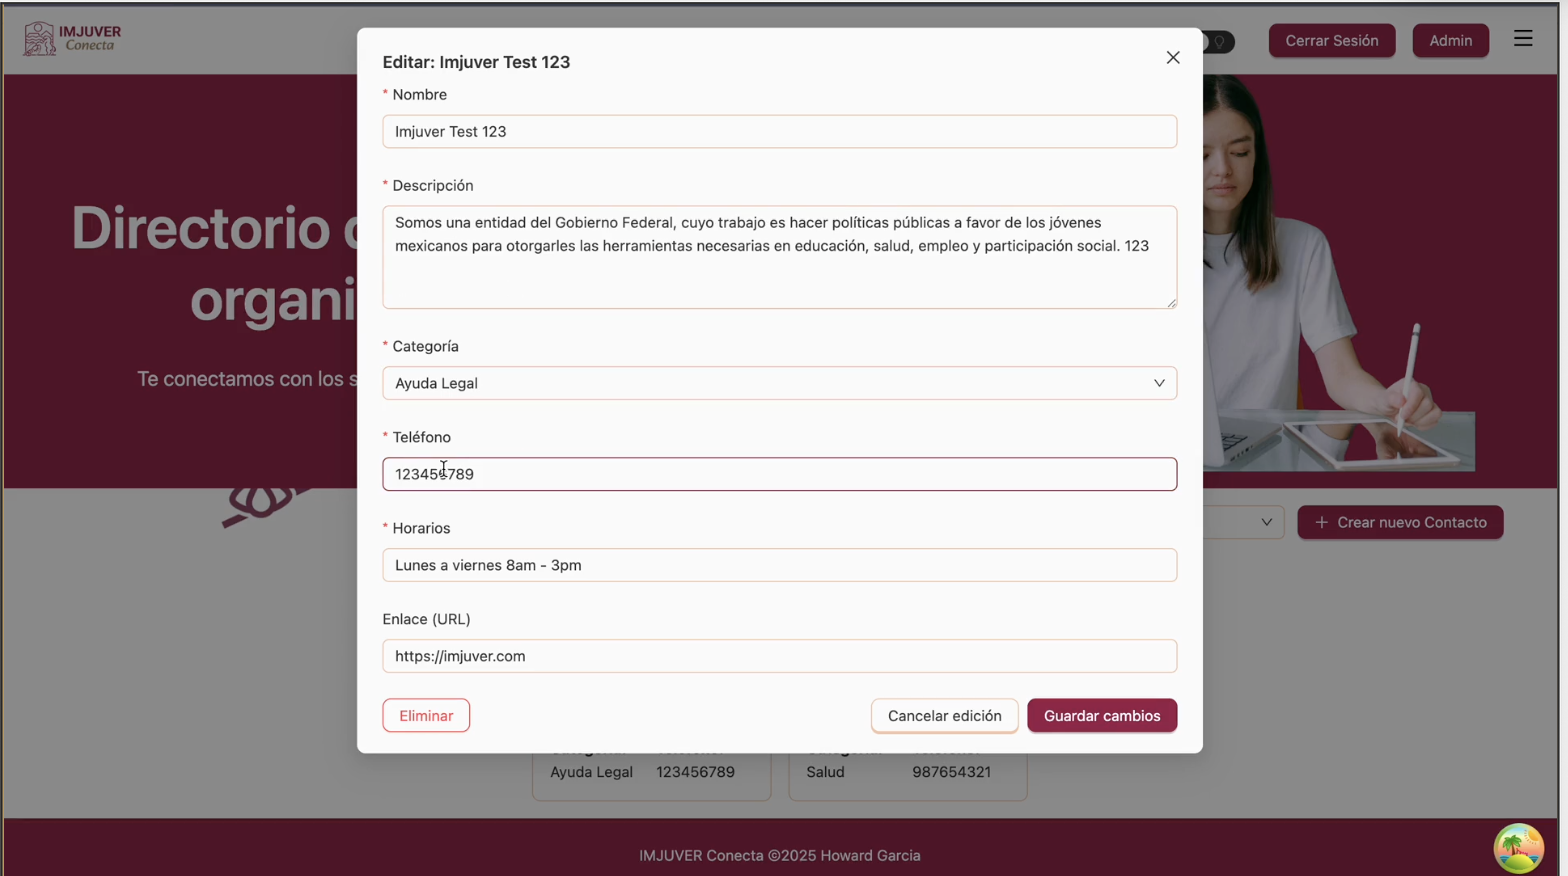 IMJUVER
Conecta
Cerrar Sesión
Admin
Editar: Imjuver Test 123
* Nombre
Imjuver Test 123
* Descripción
Somos una entidad del Gobierno Federal, cuyo trabajo es hacer políticas públicas a favor de los jóvenes
mexicanos para otorgarles las herramientas necesarias en educación, salud, empleo y participación social. 123
Directorio
organi
Te conectamos con los s
* Categoría
Ayuda Legal
* Teléfono
123456789
* Horarios
Lunes a viernes 8am - 3pm
+ Crear nuevo Contacto
Enlace (URL)
https://imjuver.com
Eliminar
Cancelar edición
Guardar cambios
Ayuda Legal 123456789
Salud 987654321
IMJUVER Conecta ©2025 Howard Garcia